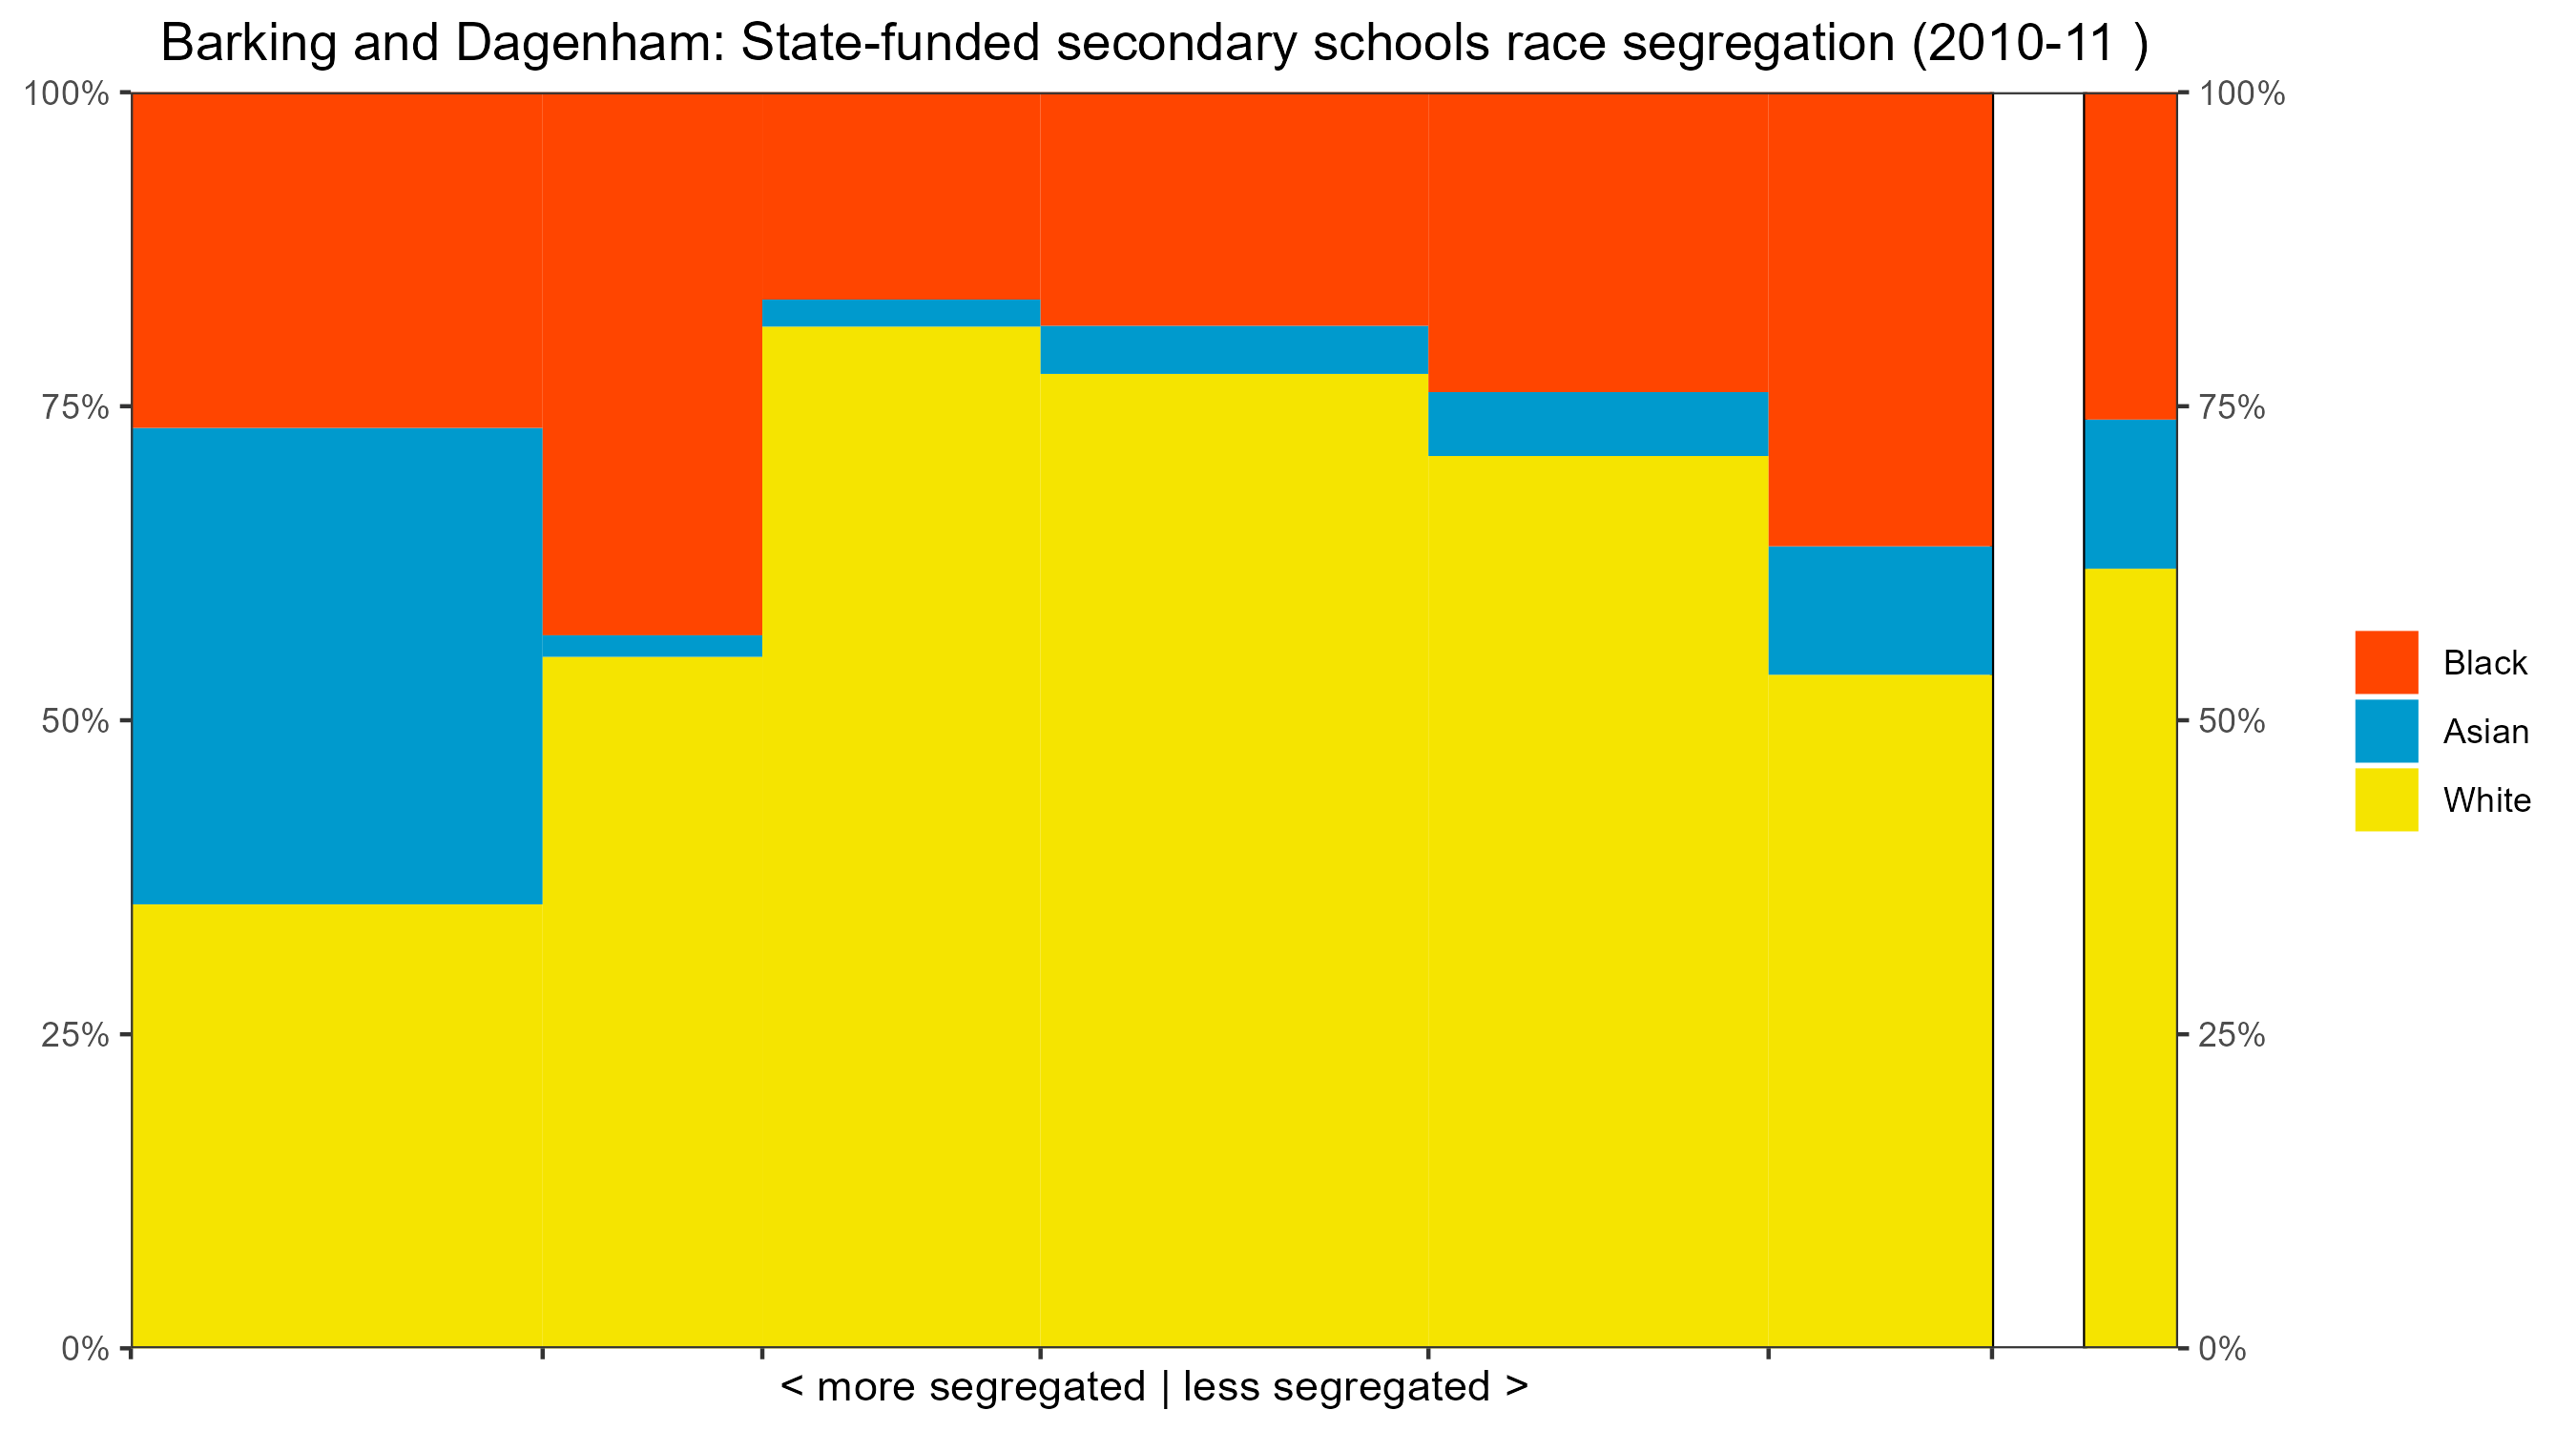 Barking and Dagenham: State-funded secondary schools race segregation (2010-11 )
100%
75%
50%
25%
0%
100%
75%
50%
25%
0%
Black
Asian
White
< more segregated | less segregated >